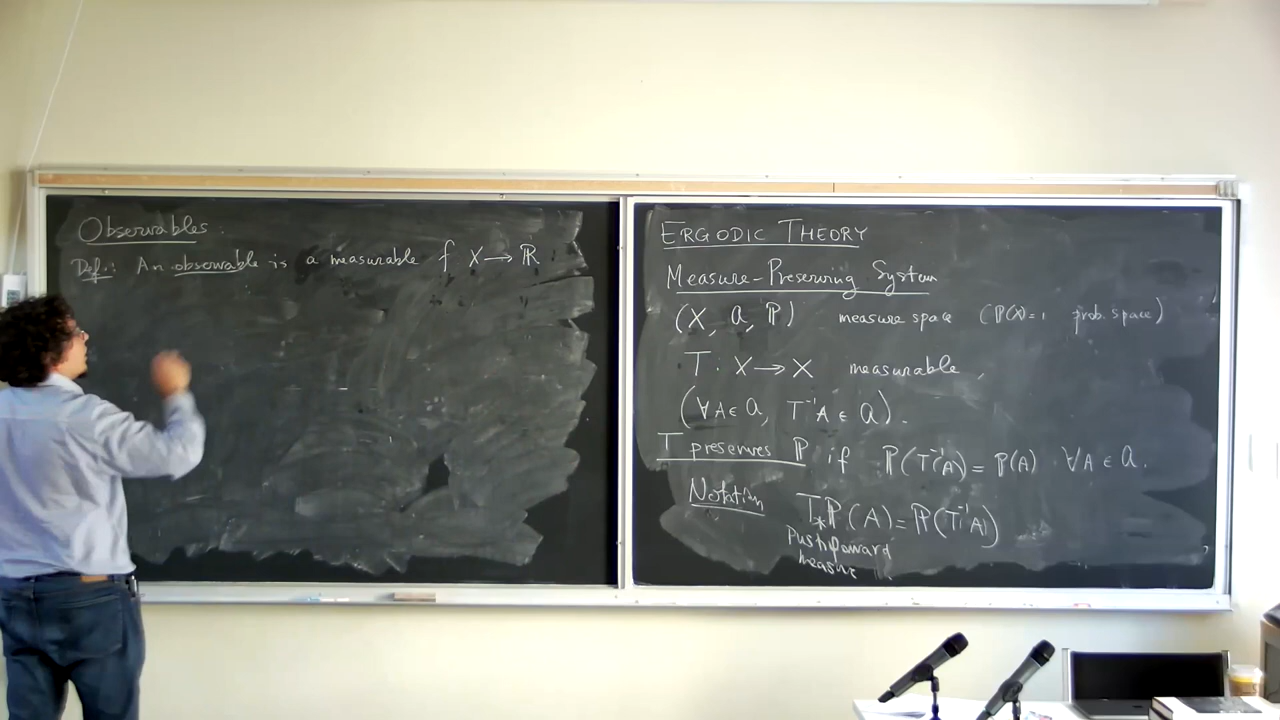 Observables
Def.: An observable is a measurable f X → ℝ
ERGODIC THEORY
Measure-Preserving System
(X, a, ℙ) measure space (ℙ(X)=1 prob. space)
T: X → X measurable,
(∀A∈a, T⁻¹A ∈ a).
T preserves ℙ if ℙ(T⁻¹A) = ℙ(A) ∀A ∈ a.
Notation T∗ℙ(A) = ℙ(T⁻¹A)
Pushforward
measure